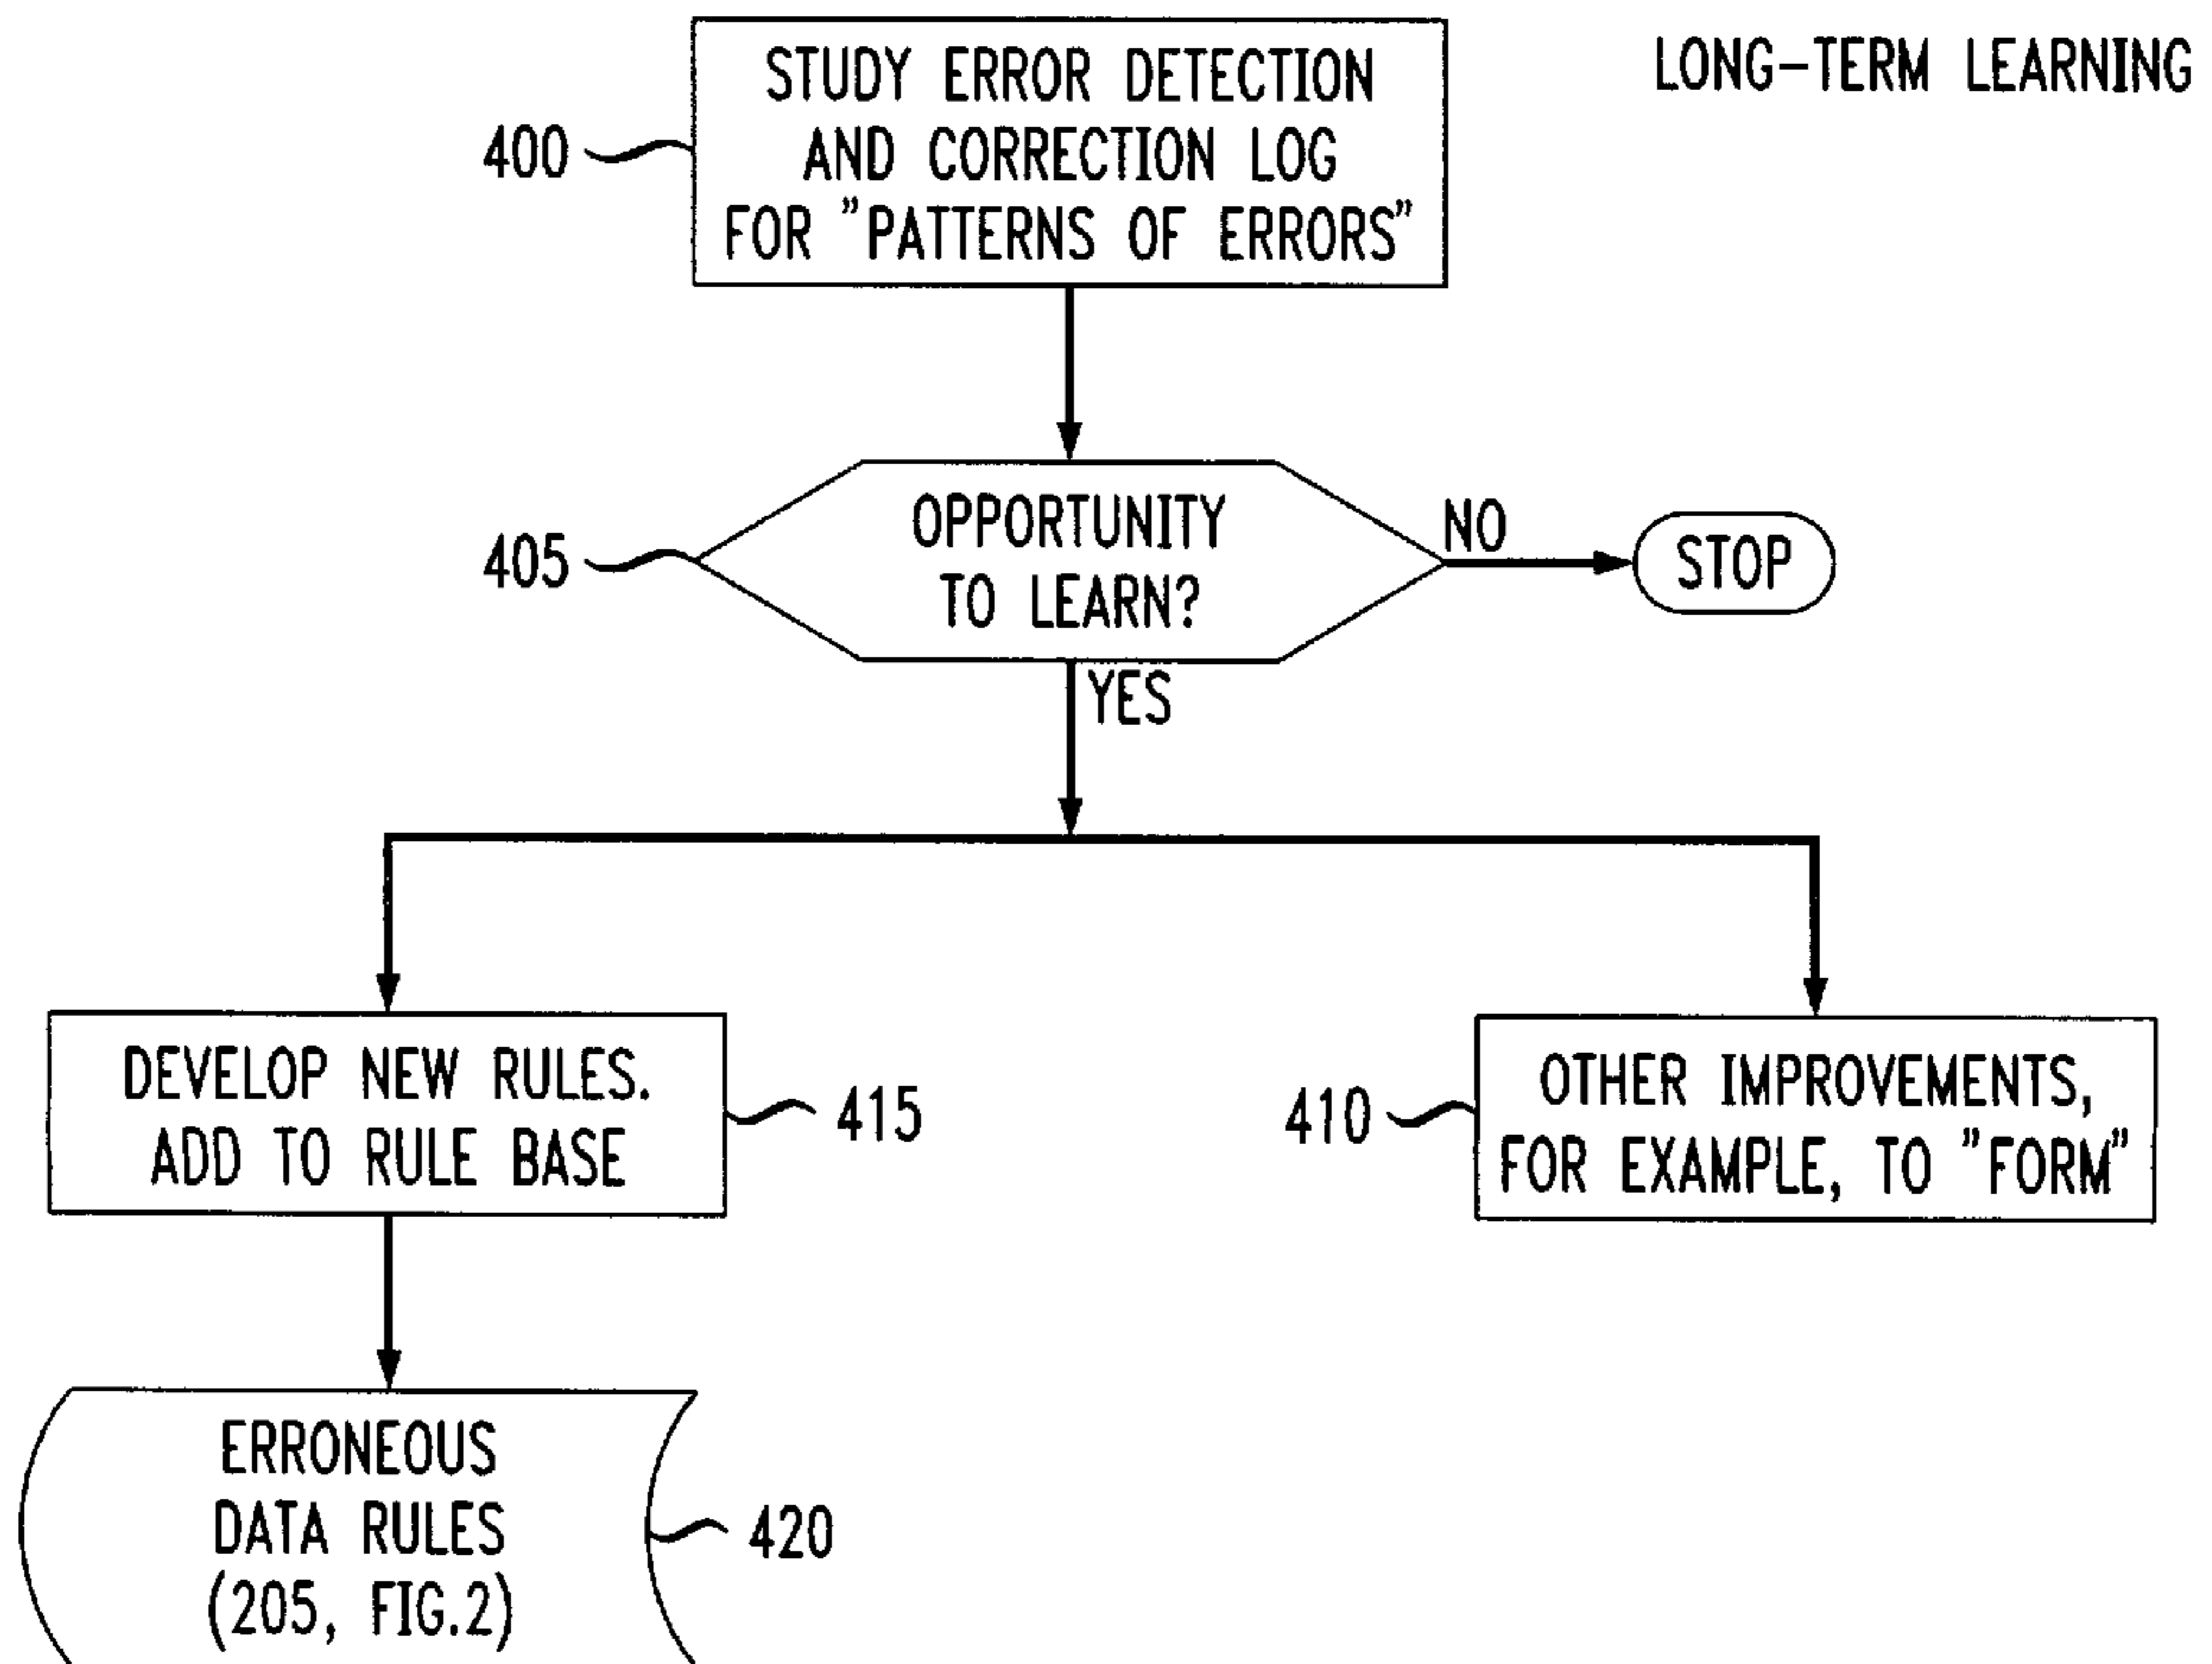 LONG-TERM LEARNING
STUDY ERROR DETECTION
AND CORRECTION LOG
FOR "PATTERNS OF ERRORS"
400
OPPORTUNITY
TO LEARN?
405
NO
STOP
YES
DEVELOP NEW RULES.
ADD TO RULE BASE
415
410
OTHER IMPROVEMENTS,
FOR EXAMPLE, TO "FORM"
ERRONEOUS
DATA RULES
(205, FIG.2)
420